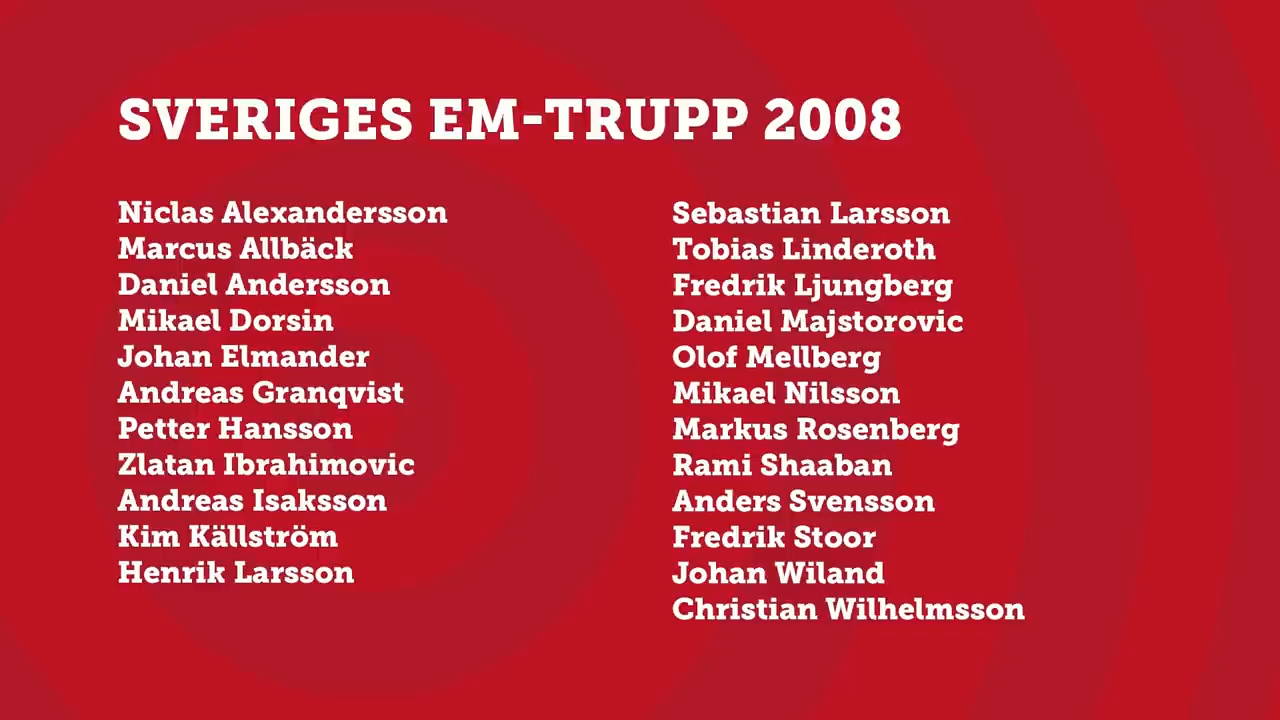 SVERIGES EM-TRUPP 2008
Niclas Alexandersson
Marcus Allbäck
Daniel Andersson
Mikael Dorsin
Johan Elmander
Andreas Granqvist
Petter Hansson
Zlatan Ibrahimovic
Andreas Isaksson
Kim Källström
Henrik Larsson
Sebastian Larsson
Tobias Linderoth
Fredrik Ljungberg
Daniel Majstorovic
Olof Mellberg
Mikael Nilsson
Markus Rosenberg
Rami Shaaban
Anders Svensson
Fredrik Stoor
Johan Wiland
Christian Wilhelmsson